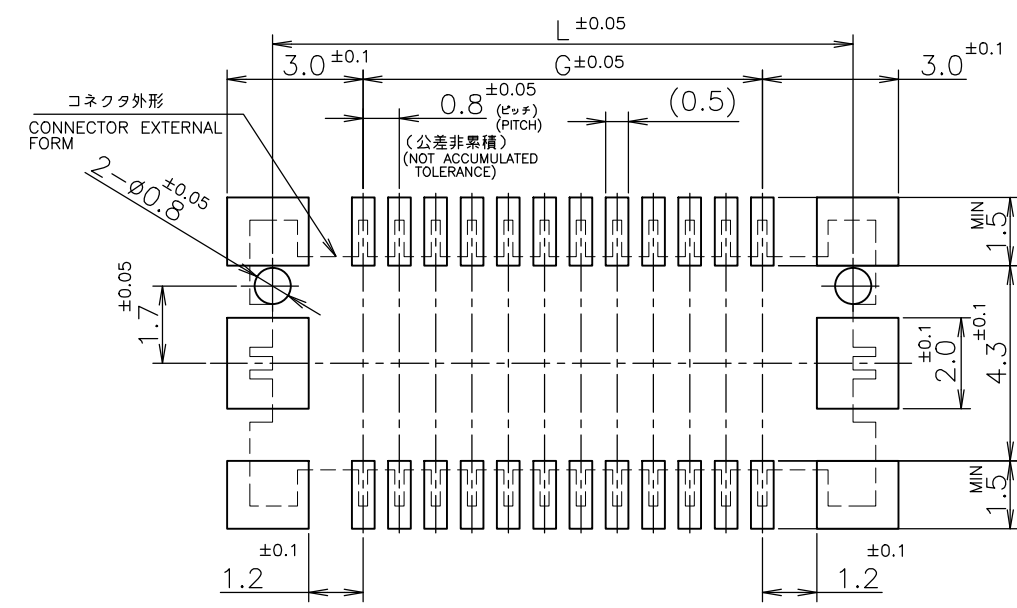 L ±0.05
3.0 ±0.1
G±0.05
3.0 ±0.1
コネクタ外形
CONNECTOR EXTERNAL
FORM
0.8 ±0.05 (ピッチ)
(PITCH)
(公差非累積)
(NOT ACCUMULATED
TOLERANCE)
(0.5)
2-ø0.8 ±0.05
1.7 ±0.05
MIN
1.5
2.0 ±0.1
4.3 ±0.1
MIN
1.5
±0.1
1.2
±0.1
1.2